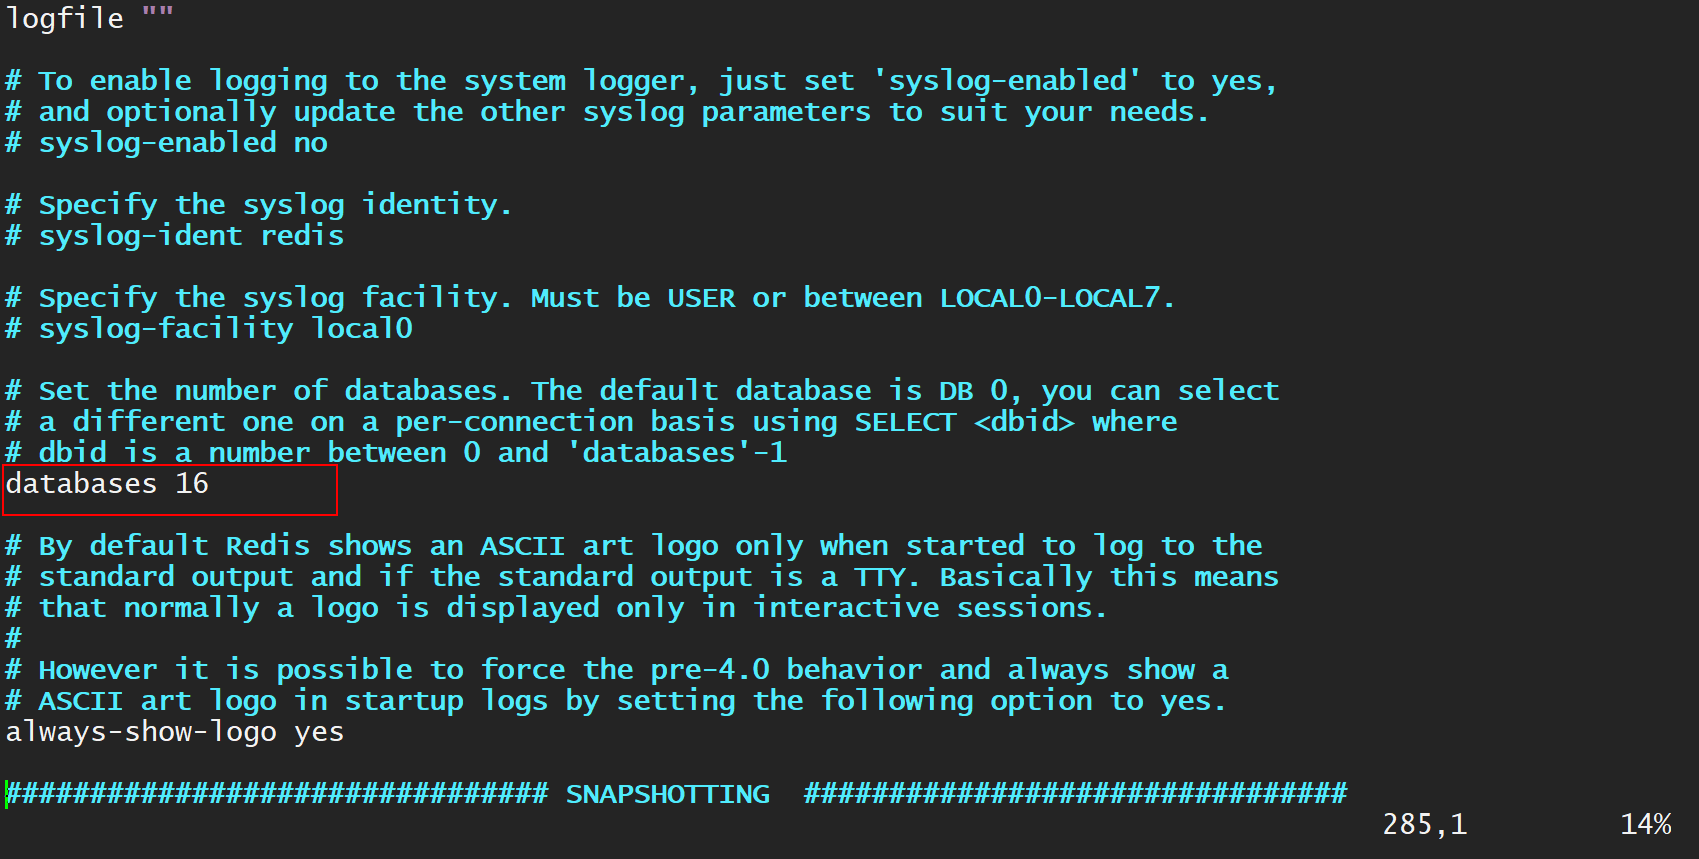 logfile ""
# To enable logging to the system logger, just set 'syslog-enabled' to yes,
# and optionally update the other syslog parameters to suit your needs.
# syslog-enabled no
# Specify the syslog identity.
# syslog-ident redis
# Specify the syslog facility. Must be USER or between LOCAL0-LOCAL7.
# syslog-facility local0
# Set the number of databases. The default database is DB 0, you can select
# a different one on a per-connection basis using SELECT <dbid> where
# dbid is a number between 0 and 'databases'-1
databases 16
# By default Redis shows an ASCII art logo only when started to log to the
# standard output and if the standard output is a TTY. Basically this means
# that normally a logo is displayed only in interactive sessions.
#
# However it is possible to force the pre-4.0 behavior and always show a
# ASCII art logo in startup logs by setting the following option to yes.
always-show-logo yes
################################ SNAPSHOTTING  ################################
285,1 14%